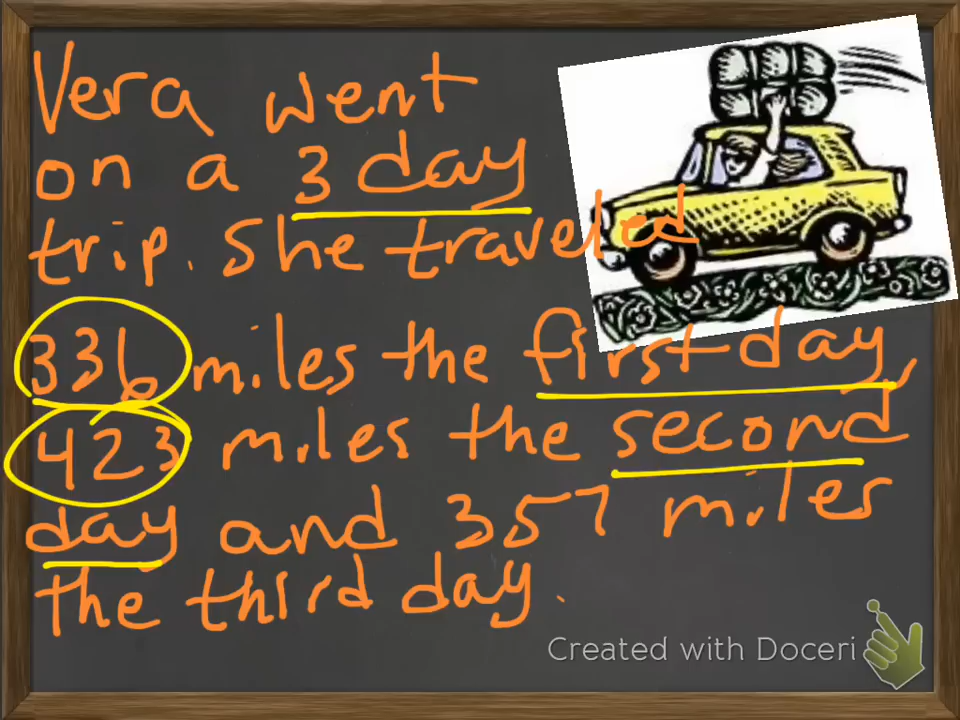 Vera went
on a 3 day
trip. She traveled
336 miles the first day,
423 miles the second
day and 357 miles
the third day.
Created with Doceri